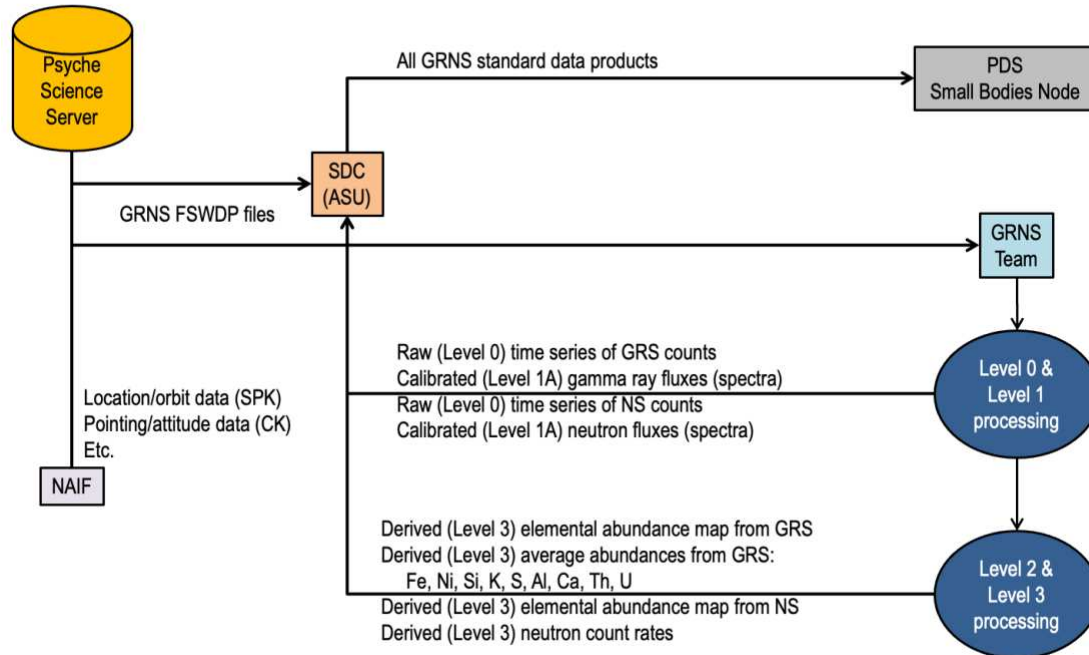 Psyche
Science
Server
All GRNS standard data products
PDS
Small Bodies Node
SDC
(ASU)
GRNS FSWDP files
GRNS
Team
Raw (Level 0) time series of GRS counts
Calibrated (Level 1A) gamma ray fluxes (spectra)
Raw (Level 0) time series of NS counts
Calibrated (Level 1A) neutron fluxes (spectra)
Level 0 &
Level 1
processing
Location/orbit data (SPK)
Pointing/attitude data (CK)
Etc.
NAIF
Derived (Level 3) elemental abundance map from GRS
Derived (Level 3) average abundances from GRS:
Fe, Ni, Si, K, S, Al, Ca, Th, U
Derived (Level 3) elemental abundance map from NS
Derived (Level 3) neutron count rates
Level 2 &
Level 3
processing